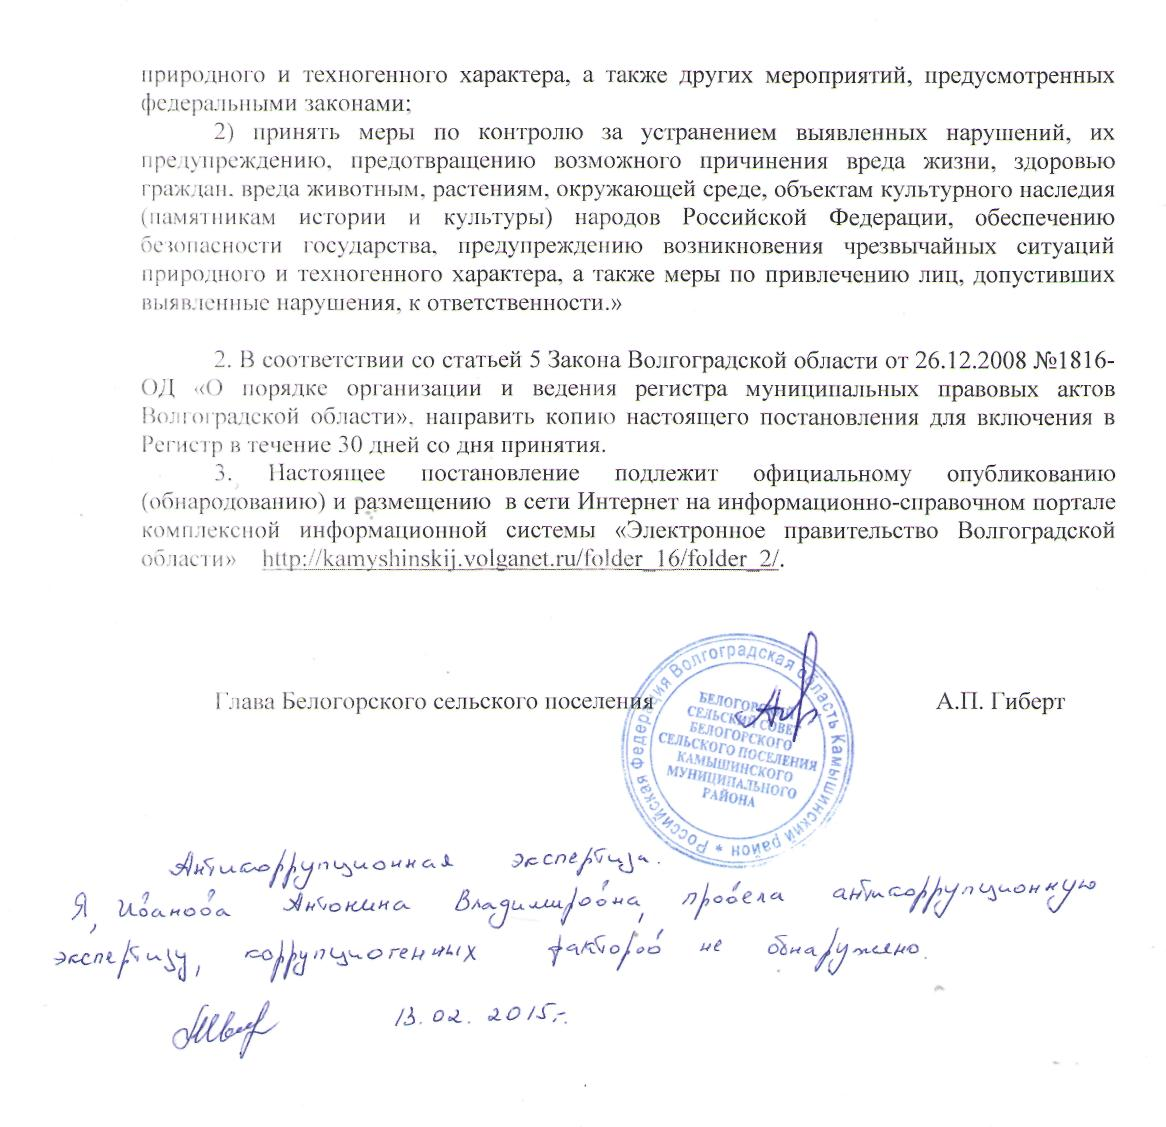 природного и техногенного характера, а также других мероприятий, предусмотренных
федеральными законами;
2) принять меры по контролю за устранением выявленных нарушений, их
предупреждению, предотвращению возможного причинения вреда жизни, здоровью
граждан, вреда животным, растениям, окружающей среде, объектам культурного наследия
(памятникам истории и культуры) народов Российской Федерации, обеспечению
безопасности государства, предупреждению возникновения чрезвычайных ситуаций
природного и техногенного характера, а также меры по привлечению лиц, допустивших
выявленные нарушения, к ответственности.»
2. В соответствии со статьей 5 Закона Волгоградской области от 26.12.2008 №1816-
ОД «О порядке организации и ведения регистра муниципальных правовых актов
Волгоградской области», направить копию настоящего постановления для включения в
Регистр в течение 30 дней со дня принятия.
3. Настоящее постановление подлежит официальному опубликованию
(обнародованию) и размещению в сети Интернет на информационно-справочном портале
комплексной информационной системы «Электронное правительство Волгоградской
области» http://kamyshinskij.volganet.ru/folder_16/folder_2/.
Глава Белогорского сельского поселения А.П. Гиберт
Российская Федерация Волгоградская область Камышинский район *
БЕЛОГОРСКИЙ
СЕЛЬСКИЙ СОВЕТ
БЕЛОГОРСКОГО
СЕЛЬСКОГО ПОСЕЛЕНИЯ
КАМЫШИНСКОГО
МУНИЦИПАЛЬНОГО
РАЙОНА
Антикоррупционная экспертиза.
Я, Иванова Антонина Владимировна, провела антикоррупционную
экспертизу, коррупциогенных факторов не обнаружено.
13.02.2015г.